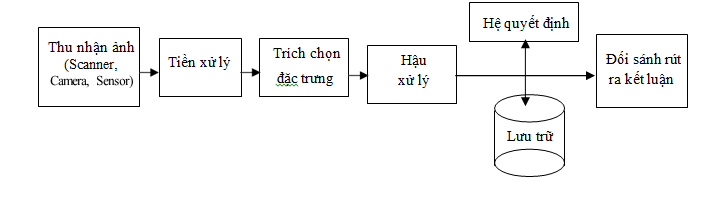 Thu nhận ảnh
(Scanner,
Camera, Sensor)
Tiền xử lý
Trich chọn
đặc trưng
Hậu
xử lý
Hệ quyết định
Lưu trữ
Đối sánh rút
ra kết luận